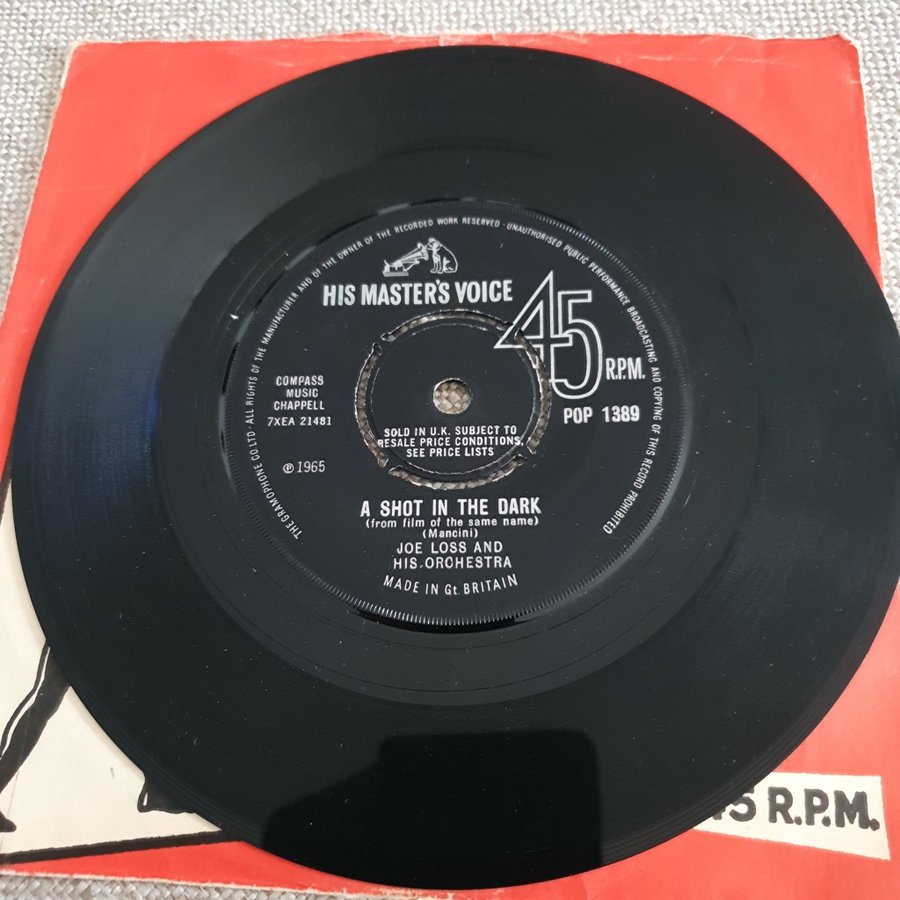 THE GRAMOPHONE CO. LTD · ALL RIGHTS OF THE MANUFACTURER AND OF THE OWNER OF THE RECORDED WORK RESERVED · UNAUTHORISED PUBLIC PERFORMANCE BROADCASTING AND COPYING OF THIS RECORD PROHIBITED
HIS MASTER'S VOICE
45 R.P.M.
POP 1389
COMPASS
MUSIC
CHAPPELL
7XEA 21481
℗ 1965
SOLD IN U.K. SUBJECT TO
RESALE PRICE CONDITIONS,
SEE PRICE LISTS
A SHOT IN THE DARK
(from film of the same name)
(Mancini)
JOE LOSS AND
HIS ORCHESTRA
MADE IN Gt. BRITAIN
45 R.P.M.